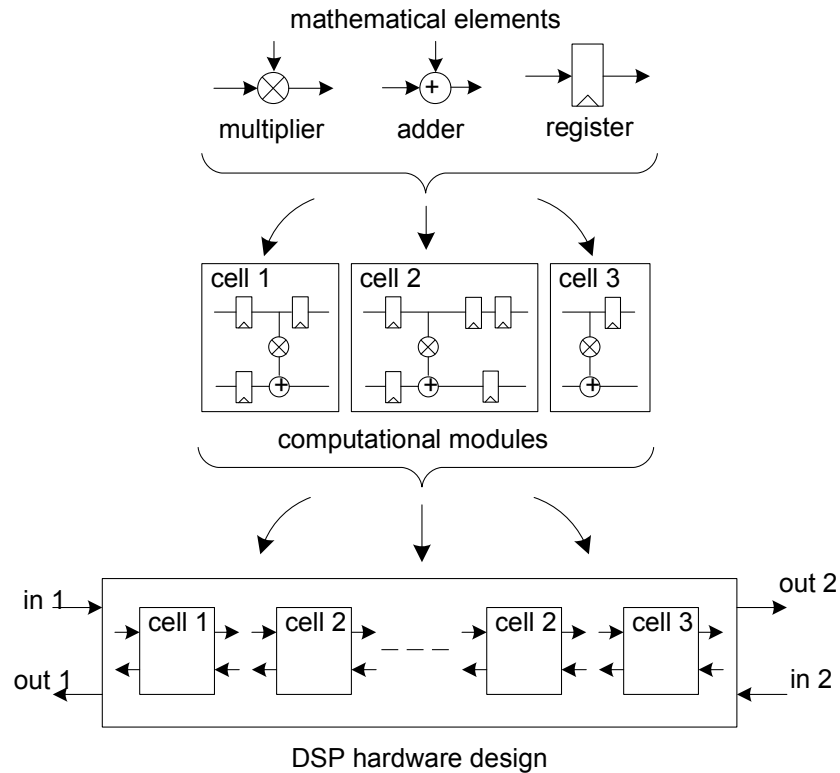 mathematical elements
multiplier
adder
register
cell 1
cell 2
cell 3
computational modules
in 1
out 2
cell 1
cell 2
cell 2
cell 3
out 1
in 2
DSP hardware design